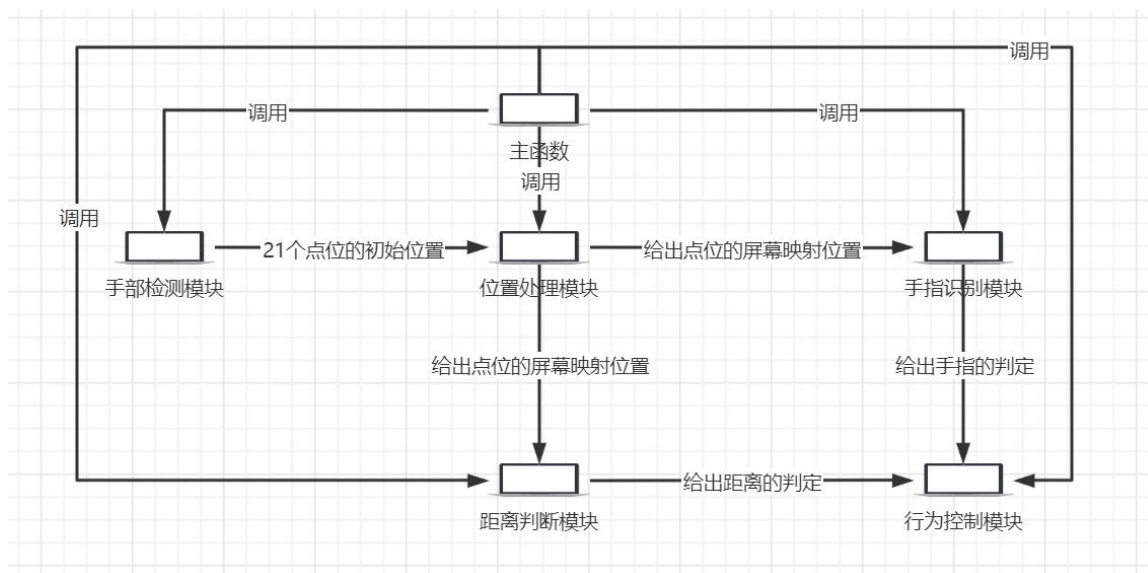 调用
调用
调用
主函数
调用
调用
21个点位的初始位置
给出点位的屏幕映射位置
手部检测模块
位置处理模块
手指识别模块
给出点位的屏幕映射位置
给出手指的判定
给出距离的判定
距离判断模块
行为控制模块